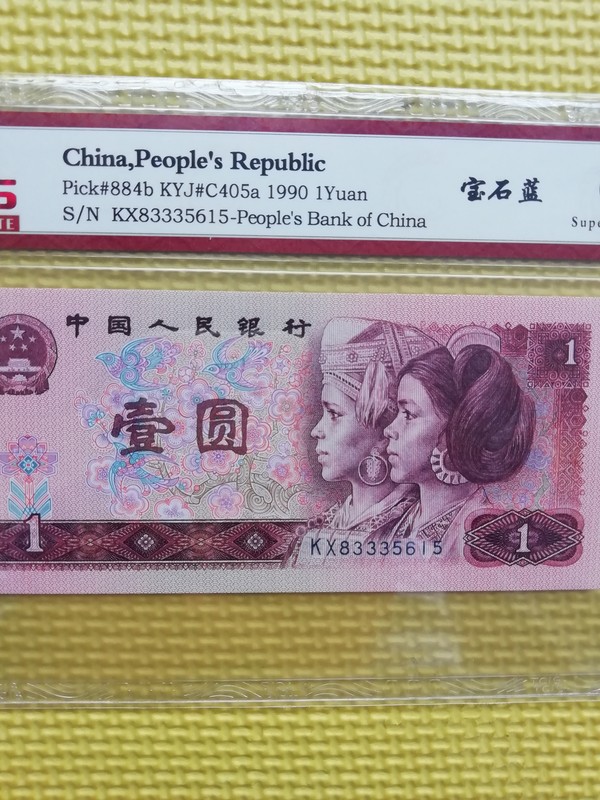 China,People's Republic
Pick#884b KYJ#C405a 1990 1Yuan
S/N KX83335615-People's Bank of China
宝石蓝
Supe
中国人民银行
1
壹圆
1
KX83335615
1